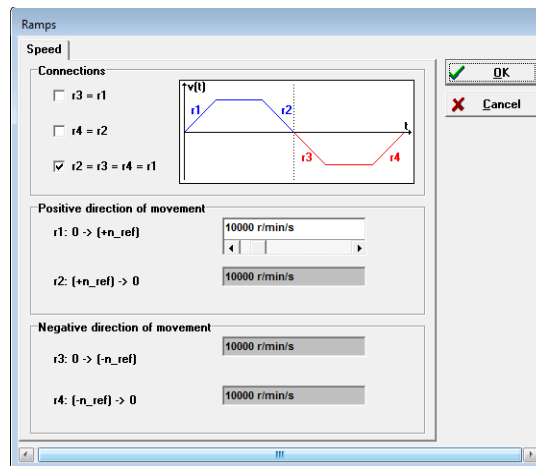 Ramps
Speed
OK
Cancel
Connections
r3 = r1
r4 = r2
r2 = r3 = r4 = r1
v(t)
r1
r2
t
r3
r4
Positive direction of movement
r1: 0 -> (+n_ref)
10000 r/min/s
r2: (+n_ref) -> 0
10000 r/min/s
Negative direction of movement
r3: 0 -> (-n_ref)
10000 r/min/s
r4: (-n_ref) -> 0
10000 r/min/s